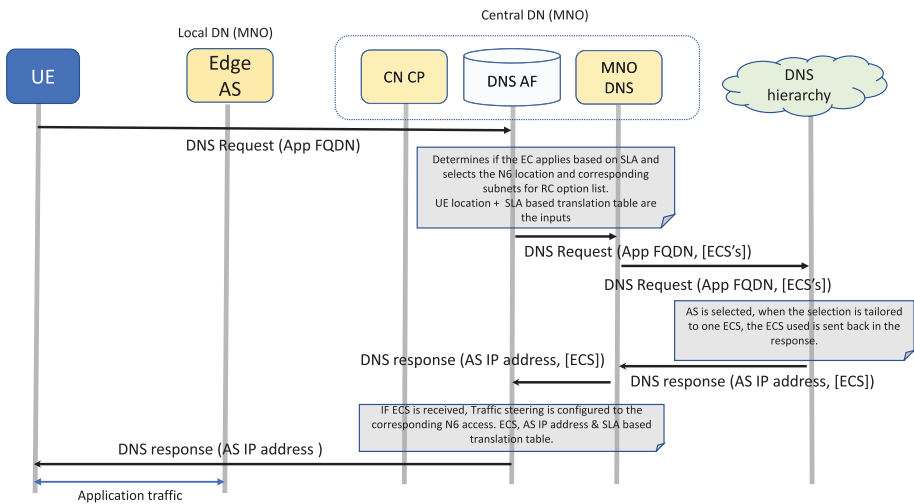 Central DN (MNO)
Local DN (MNO)
UE
Edge
AS
CN CP
DNS AF
MNO
DNS
DNS
hierarchy
DNS Request (App FQDN)
Determines if the EC applies based on SLA and
selects the N6 location and corresponding
subnets for RC option list.
UE location + SLA based translation table are
the inputs
DNS Request (App FQDN, [ECS's])
DNS Request (App FQDN, [ECS's])
AS is selected, when the selection is tailored
to one ECS, the ECS used is sent back in the
response.
DNS response (AS IP address, [ECS])
DNS response (AS IP address, [ECS])
IF ECS is received, Traffic steering is configured to the
corresponding N6 access. ECS, AS IP address & SLA based
translation table.
DNS response (AS IP address )
Application traffic